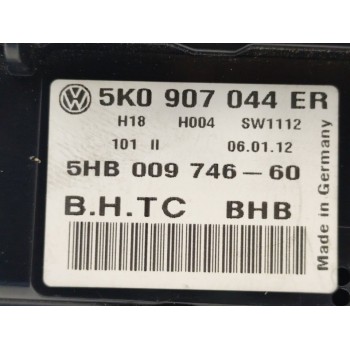 5K0 907 044 ER
H18 H004 SW1112
101 II 06.01.12
5HB 009 746-60
B.H.TC BHB
Made in Germany